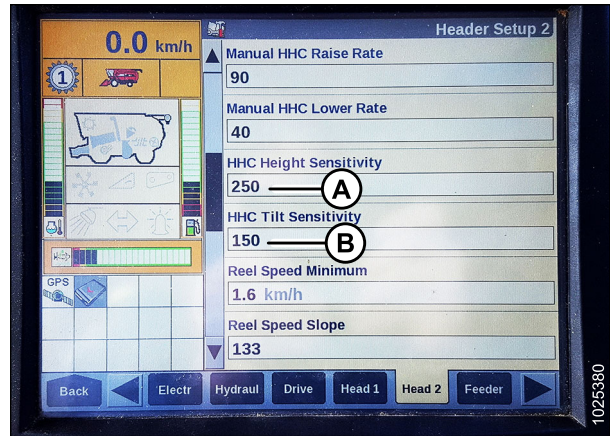 Header Setup 2
0.0 km/h
1
GPS
Manual HHC Raise Rate
90
Manual HHC Lower Rate
40
HHC Height Sensitivity
250
A
HHC Tilt Sensitivity
150
B
Reel Speed Minimum
1.6 km/h
Reel Speed Slope
133
Back
Electr
Hydraul
Drive
Head 1
Head 2
Feeder
1025380